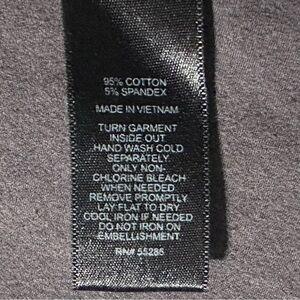 95% COTTON
5% SPANDEX
MADE IN VIETNAM
TURN GARMENT
INSIDE OUT
HAND WASH COLD
SEPARATELY
ONLY NON-
CHLORINE BLEACH
WHEN NEEDED
REMOVE PROMPTLY
LAY FLAT TO DRY
COOL IRON IF NEEDED
DO NOT IRON ON
EMBELLISHMENT
RN# 55285